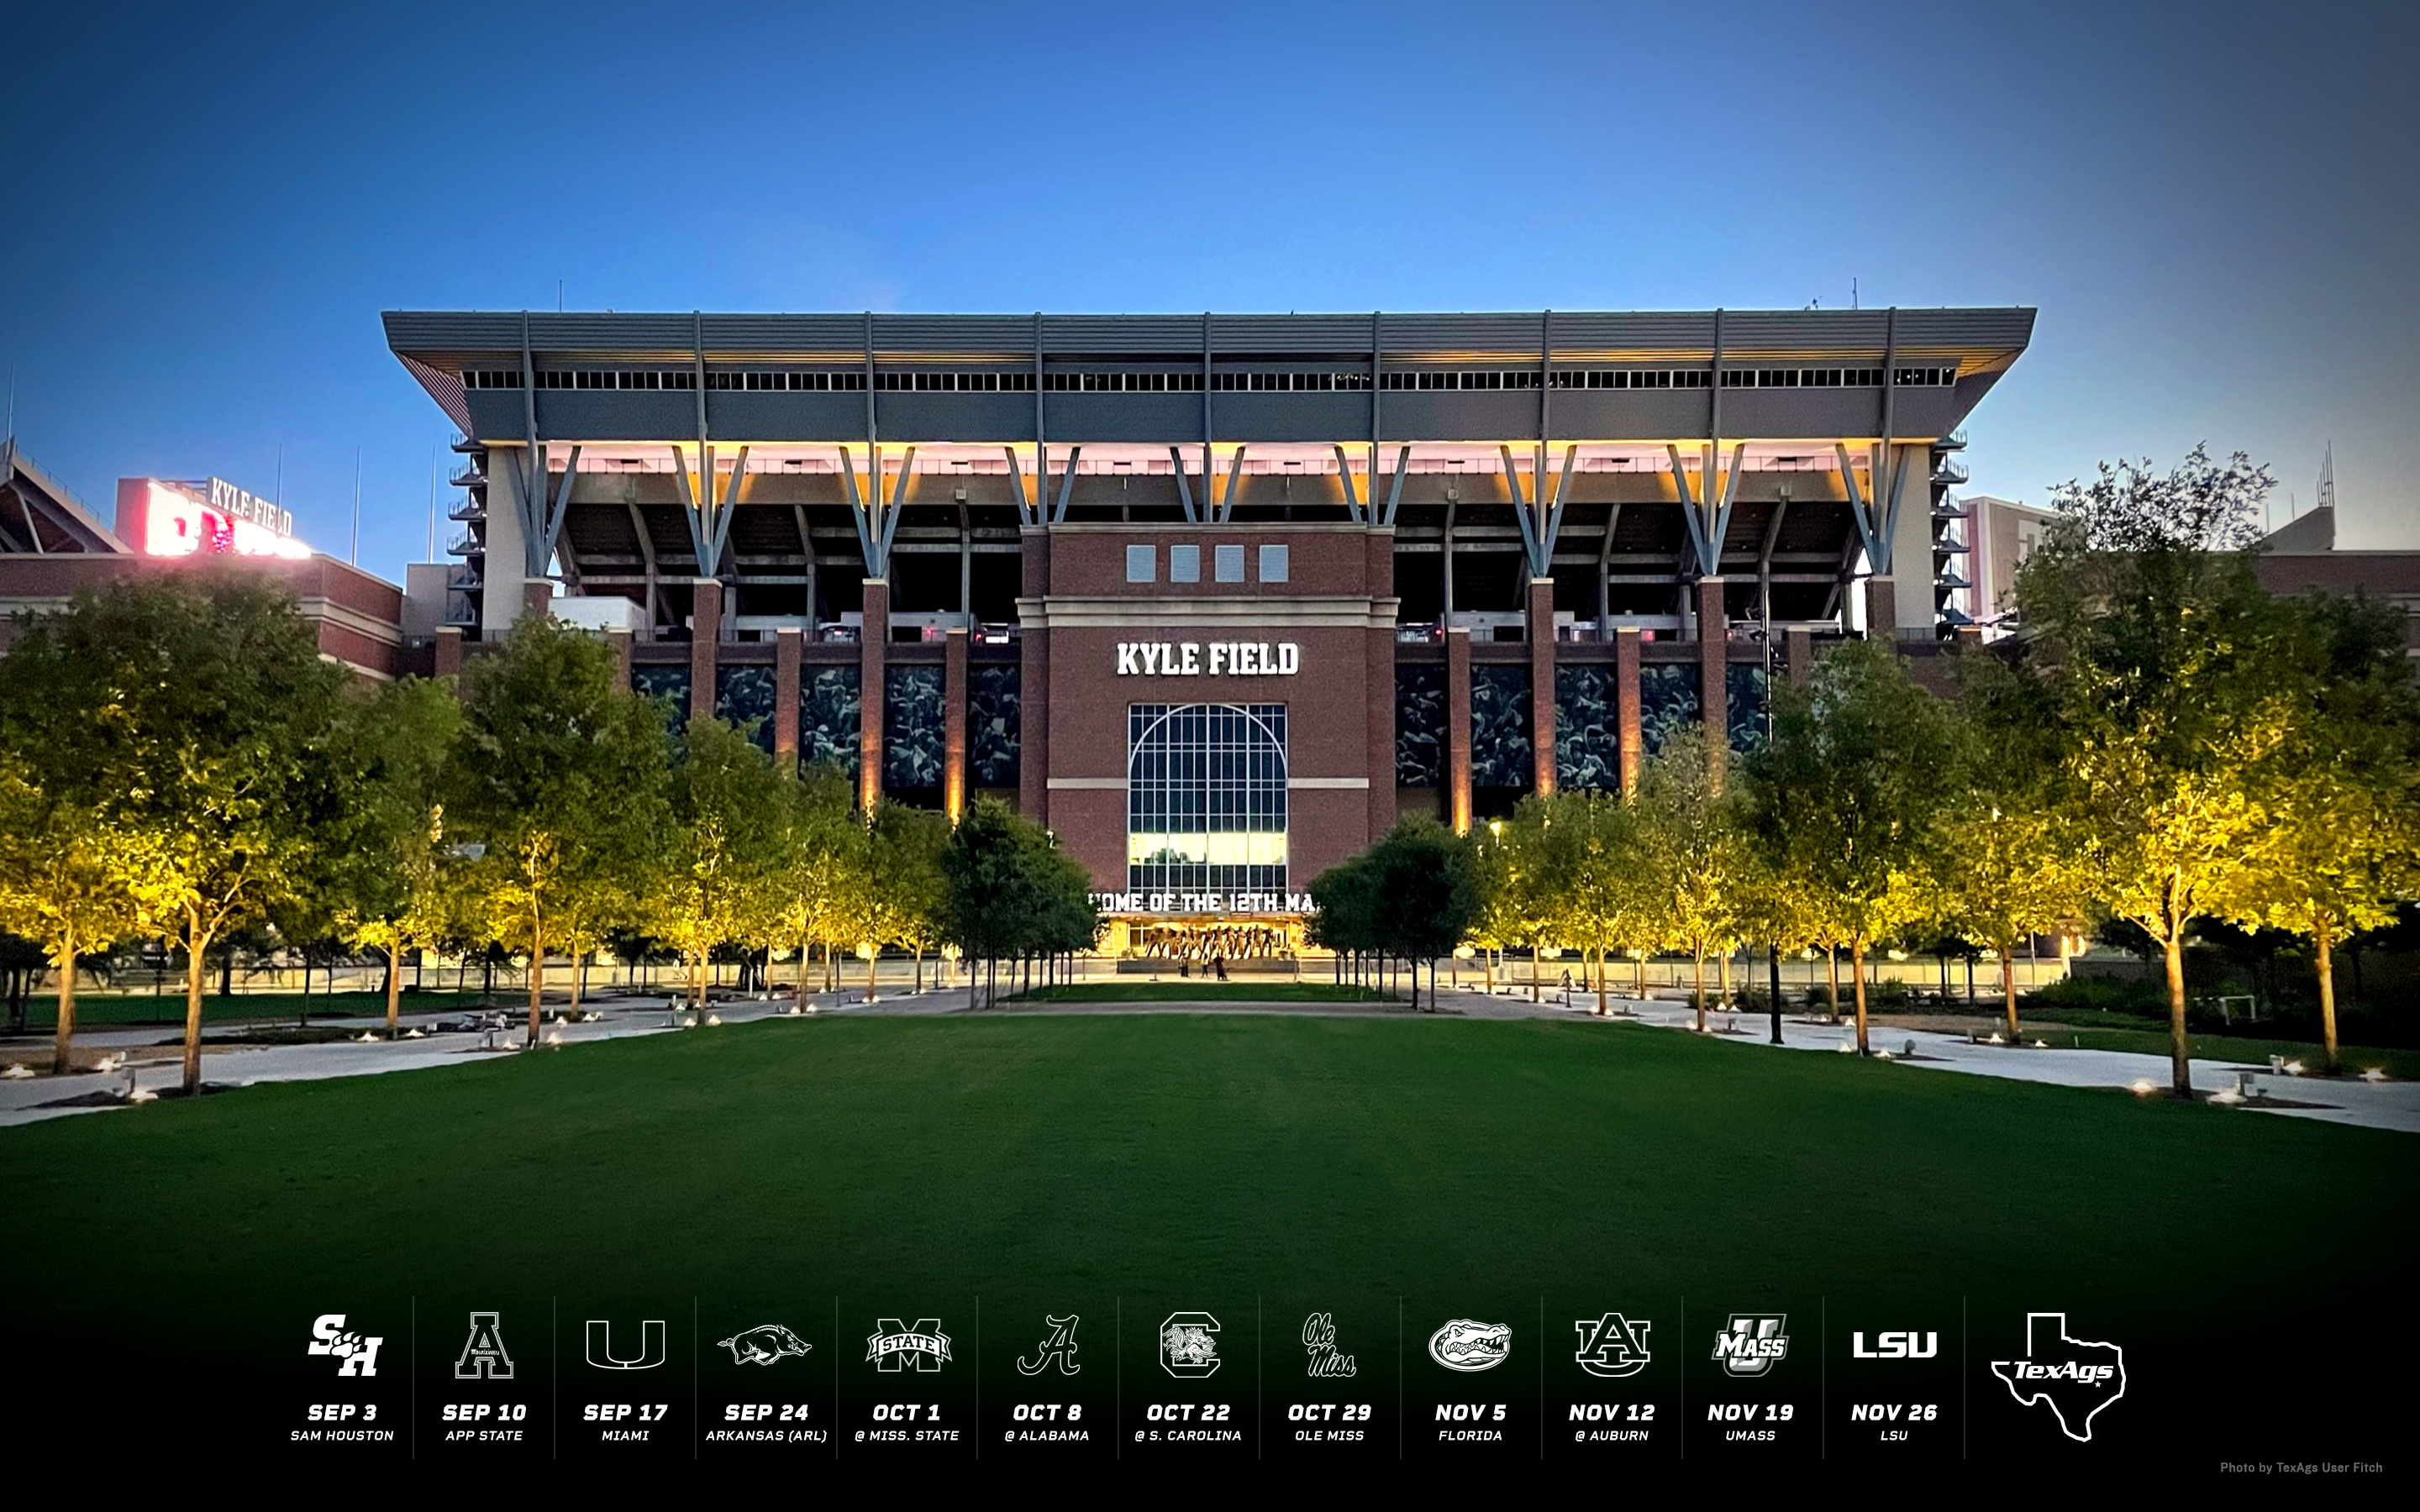 KYLE FIELD
KYLE FIELD
OME OF THE 12TH MA
SH
A
U
STATE
A
C
Ole
Miss
AU
U
MASS
LSU
TexAgs
SEP 3
SAM HOUSTON
SEP 10
APP STATE
SEP 17
MIAMI
SEP 24
ARKANSAS (ARL)
OCT 1
@ MISS. STATE
OCT 8
@ ALABAMA
OCT 22
@ S. CAROLINA
OCT 29
OLE MISS
NOV 5
FLORIDA
NOV 12
@ AUBURN
NOV 19
UMASS
NOV 26
LSU
Photo by TexAgs User Fitch